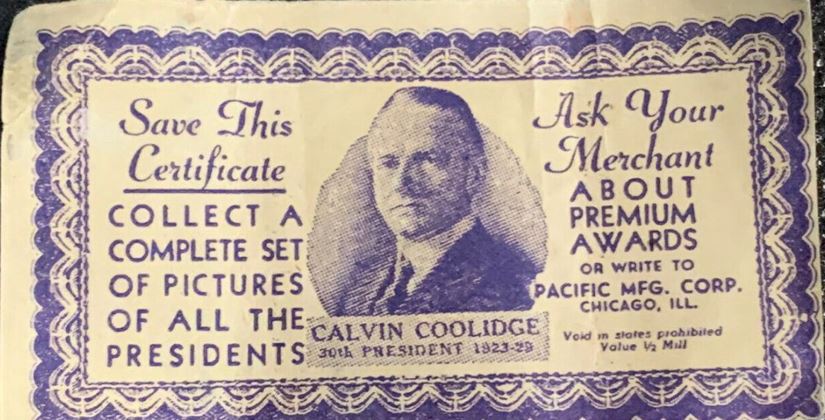 Save This
Certificate
COLLECT A
COMPLETE SET
OF PICTURES
OF ALL THE
PRESIDENTS
CALVIN COOLIDGE
30th PRESIDENT 1923-29
Ask Your
Merchant
ABOUT
PREMIUM
AWARDS
OR WRITE TO
PACIFIC MFG. CORP.
CHICAGO, ILL.
Void in states prohibited
Value ½ Mill